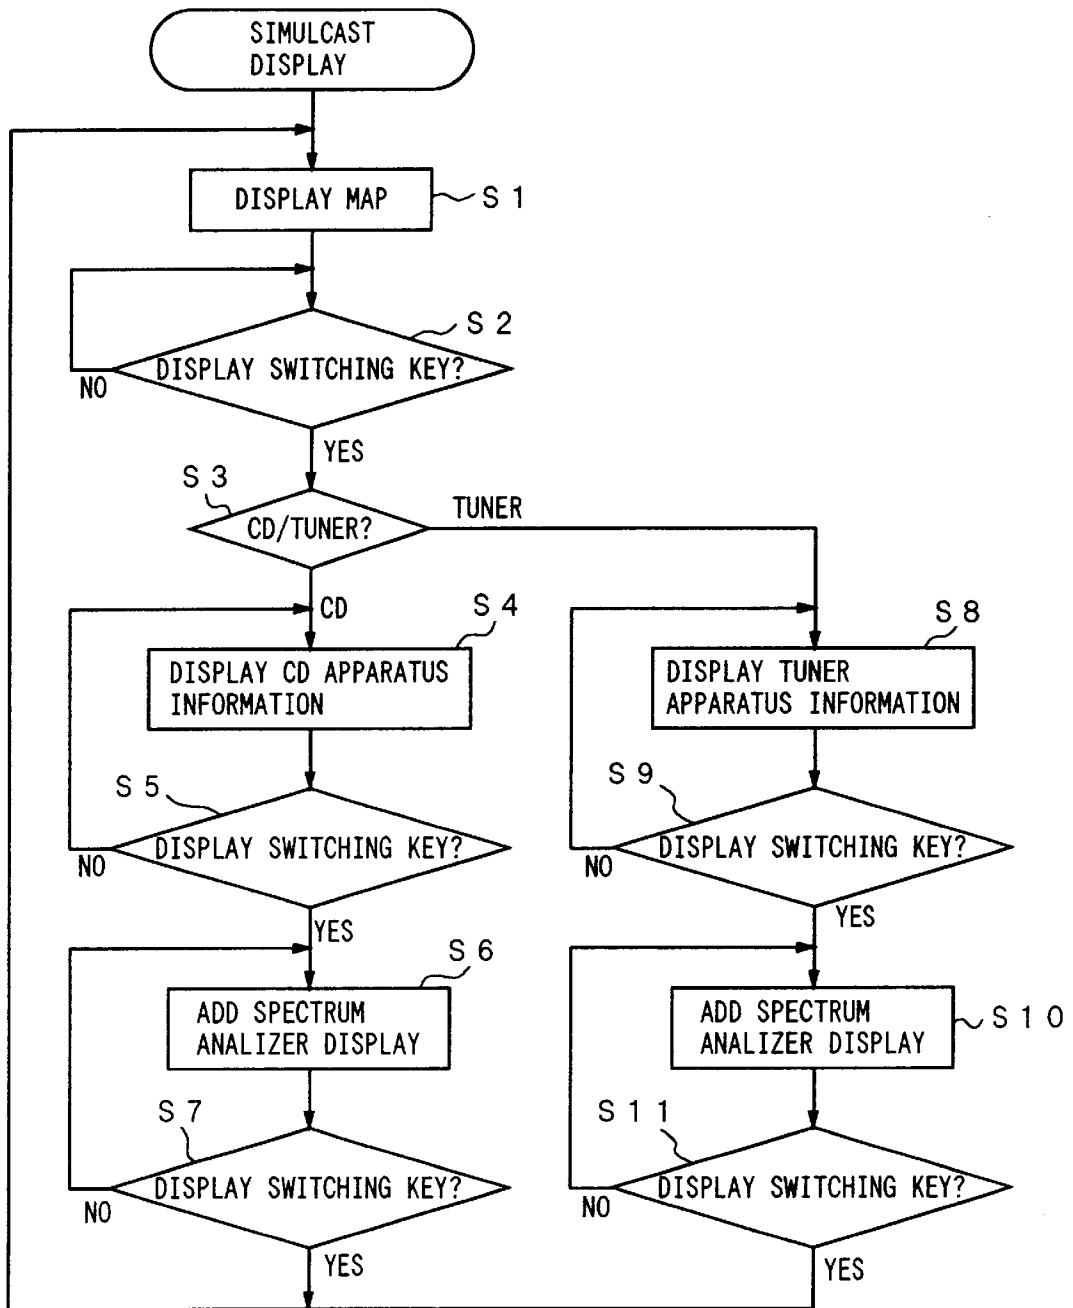 SIMULCAST
DISPLAY
DISPLAY MAP
S 1
S 2
DISPLAY SWITCHING KEY?
NO
YES
S 3
CD/TUNER?
TUNER
CD
S 4
DISPLAY CD APPARATUS
INFORMATION
S 8
DISPLAY TUNER
APPARATUS INFORMATION
S 5
DISPLAY SWITCHING KEY?
NO
YES
S 9
DISPLAY SWITCHING KEY?
NO
YES
S 6
ADD SPECTRUM
ANALIZER DISPLAY
ADD SPECTRUM
ANALIZER DISPLAY
S 1 0
S 7
DISPLAY SWITCHING KEY?
NO
YES
S 1 1
DISPLAY SWITCHING KEY?
NO
YES